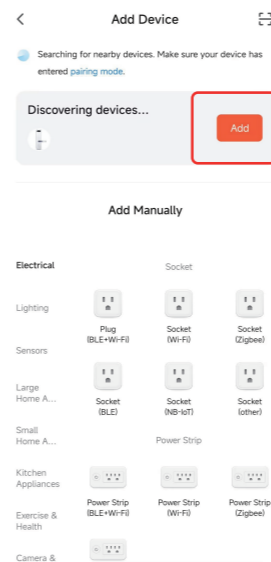 Add Device
Searching for nearby devices. Make sure your device has
entered pairing mode.
Discovering devices...
Add
Add Manually
Electrical
Lighting
Sensors
Large
Home A...
Small
Home A...
Kitchen
Appliances
Exercise &
Health
Camera &
Socket
Plug
(BLE+Wi-Fi)
Socket
(Wi-Fi)
Socket
(Zigbee)
Socket
(BLE)
Socket
(NB-IoT)
Socket
(other)
Power Strip
Power Strip
(BLE+Wi-Fi)
Power Strip
(Wi-Fi)
Power Strip
(Zigbee)